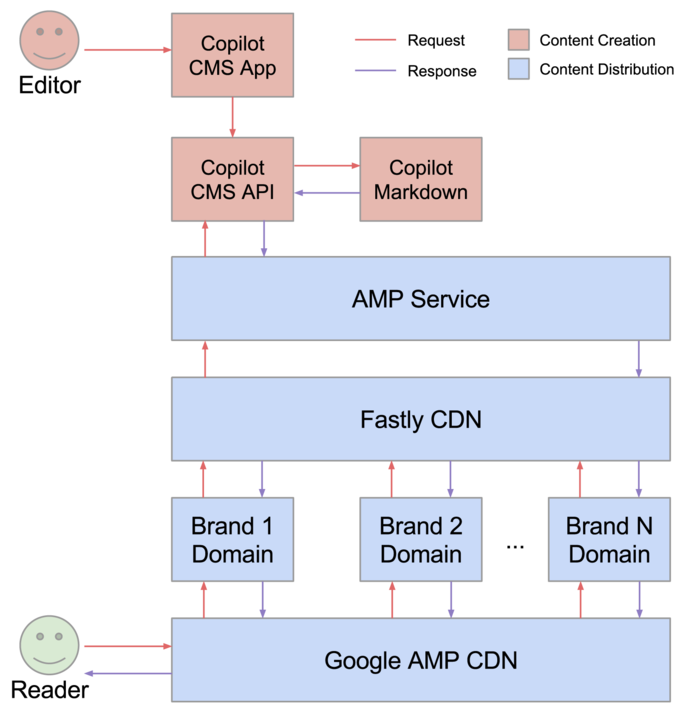 Editor
Copilot
CMS App
Request
Response
Content Creation
Content Distribution
Copilot
CMS API
Copilot
Markdown
AMP Service
Fastly CDN
Brand 1
Domain
Brand 2
Domain
...
Brand N
Domain
Reader
Google AMP CDN